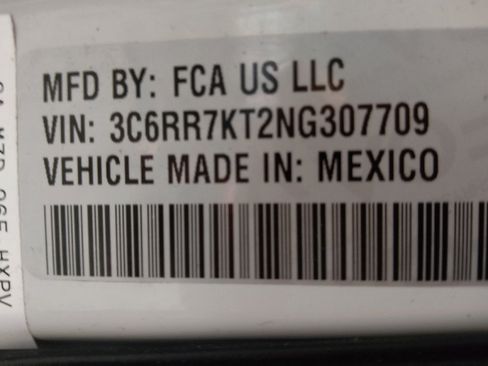 MFD BY: FCA US LLC
VIN: 3C6RR7KT2NG307709
VEHICLE MADE IN: MEXICO